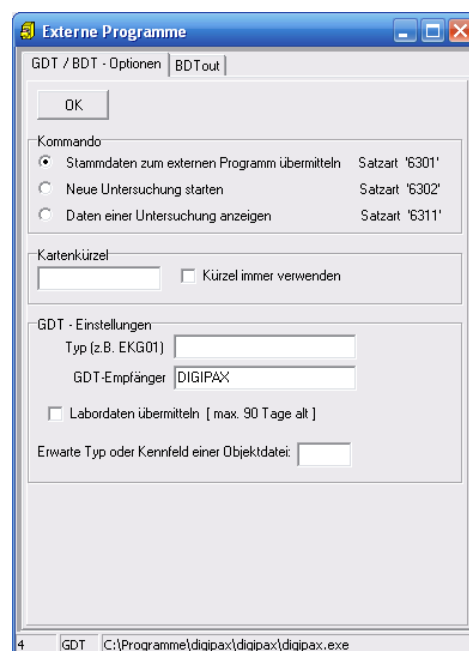 Externe Programme
GDT / BDT - Optionen BDTout
OK
Kommando
Stammdaten zum externen Programm übermitteln Satzart '6301'
Neue Untersuchung starten Satzart '6302'
Daten einer Untersuchung anzeigen Satzart '6311'
Kartenkürzel
Kürzel immer verwenden
GDT - Einstellungen
Typ (z.B. EKG01)
GDT-Empfänger DIGIPAX
Labordaten übermitteln [ max. 90 Tage alt ]
Erwarte Typ oder Kennfeld einer Objektdatei:
4 GDT C:\Programme\digipax\digipax\digipax.exe